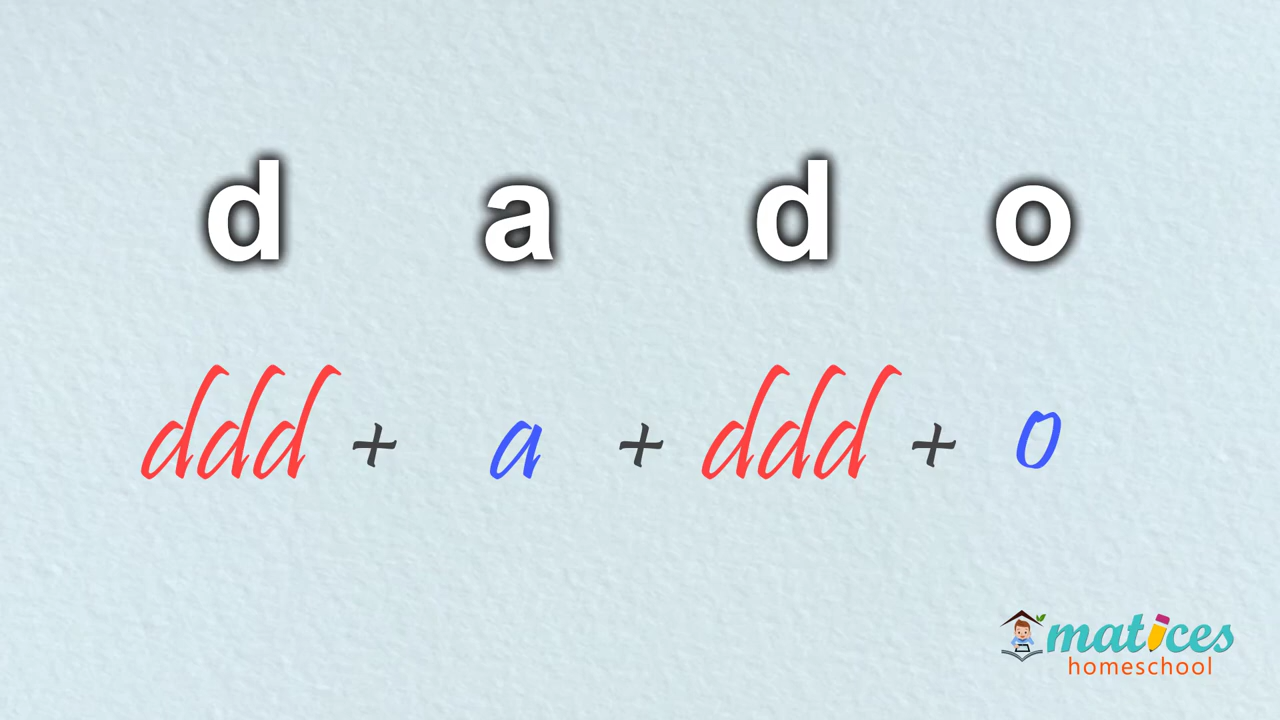 d a d o
ddd + a + ddd + o
matices
homeschool